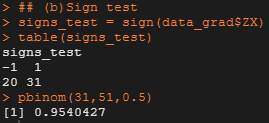 > ## (b)Sign test
> signs_test = sign(data_grad$ZX)
> table(signs_test)
signs_test
-1  1
20 31
> pbinom(31,51,0.5)
[1] 0.9540427